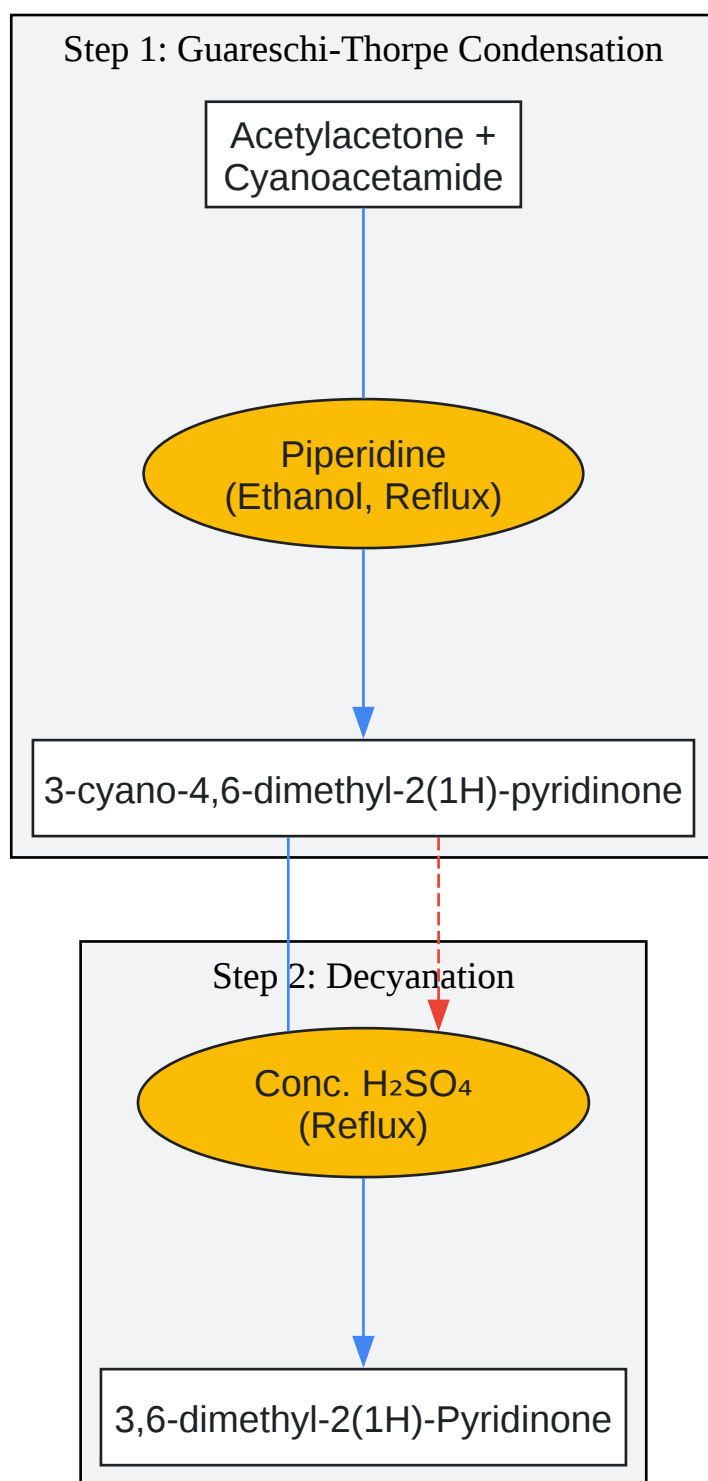 Step 1: Guareschi-Thorpe Condensation
Acetylacetone +
Cyanoacetamide
Piperidine
(Ethanol, Reflux)
3-cyano-4,6-dimethyl-2(1H)-pyridinone
Step 2: Decyanation
Conc. H₂SO₄
(Reflux)
3,6-dimethyl-2(1H)-Pyridinone